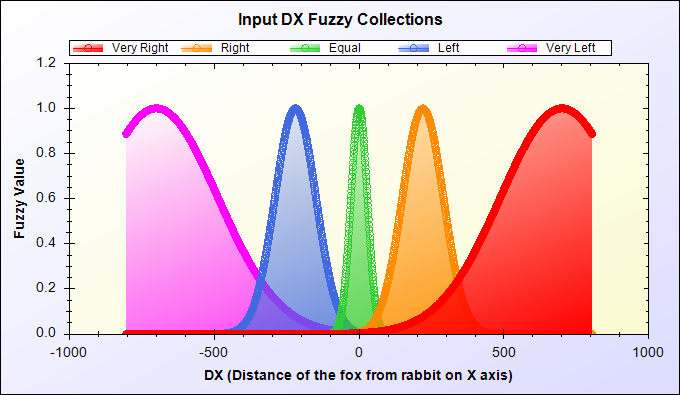 Input DX Fuzzy Collections
Very Right Right Equal Left Very Left
1.2
1.0
0.8
0.6
0.4
0.2
0.0
Fuzzy Value
-1000 -500 0 500 1000
DX (Distance of the fox from rabbit on X axis)